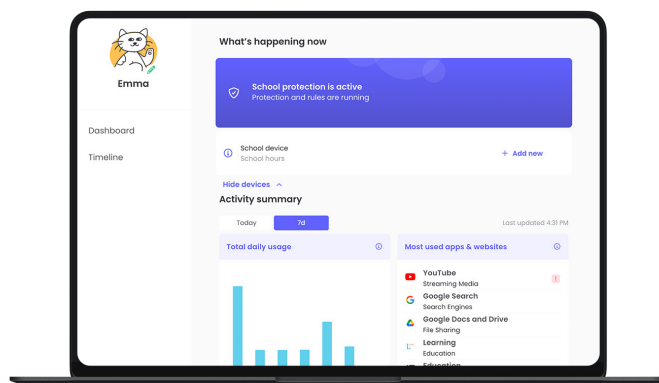 What's happening now
Emma
School protection is active
Protection and rules are running
Dashboard
Timeline
School device
School hours
+ Add new
Hide devices
Activity summary
Today
7d
Last updated 4:31 PM
Total daily usage
Most used apps & websites
YouTube
Streaming Media
Google Search
Search Engines
Google Docs and Drive
File Sharing
Learning
Education
Education